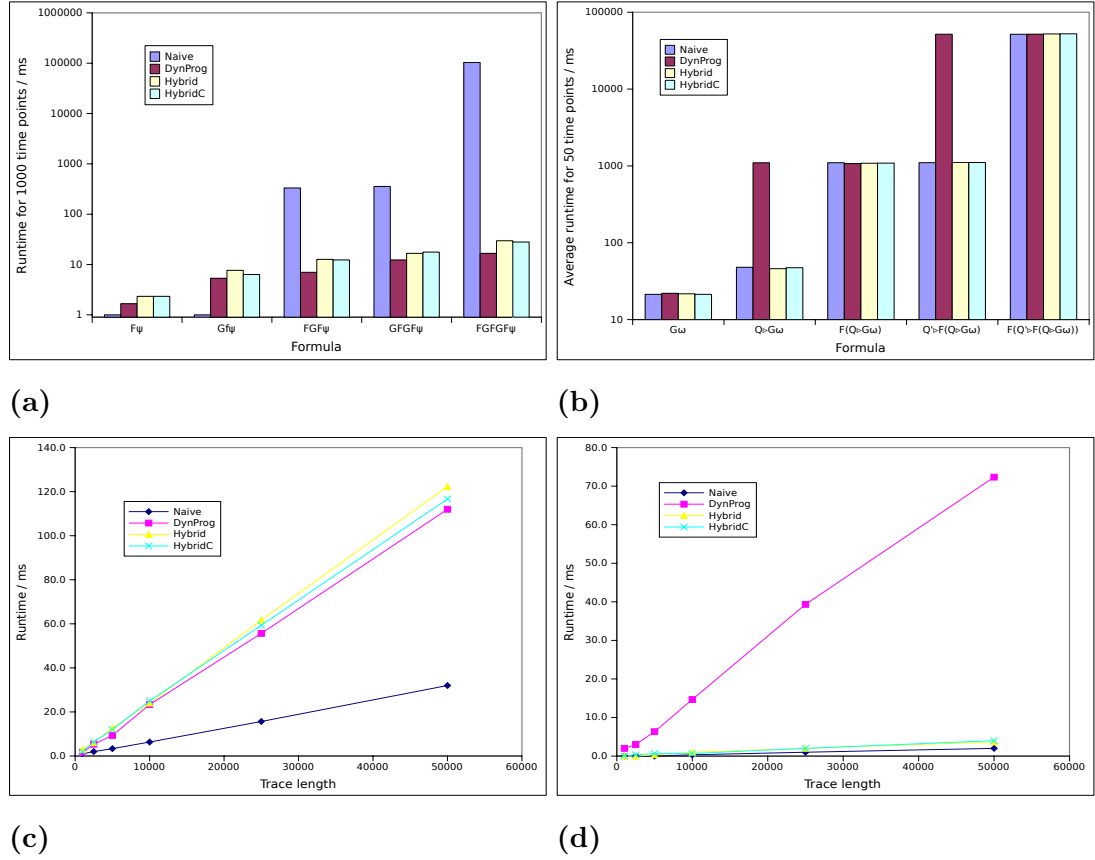 1000000
100000
10000
1000
100
10
1
Runtime for 1000 time points / ms
Naive
DynProg
Hybrid
HybridC
Fψ
Gfψ
FGFψ
GFGFψ
FGFGFψ
Formula
(a)
100000
10000
1000
100
10
Average runtime for 50 time points / ms
Naive
DynProg
Hybrid
HybridC
Gω
Q▹Gω
F(Q▹Gω)
Q'▹F(Q▹Gω)
F(Q'▹F(Q▹Gω))
Formula
(b)
140.0
120.0
100.0
80.0
60.0
40.0
20.0
0.0
Runtime / ms
Naive
DynProg
Hybrid
HybridC
0
10000
20000
30000
40000
50000
60000
Trace length
(c)
80.0
70.0
60.0
50.0
40.0
30.0
20.0
10.0
0.0
Runtime / ms
Naive
DynProg
Hybrid
HybridC
0
10000
20000
30000
40000
50000
60000
Trace length
(d)